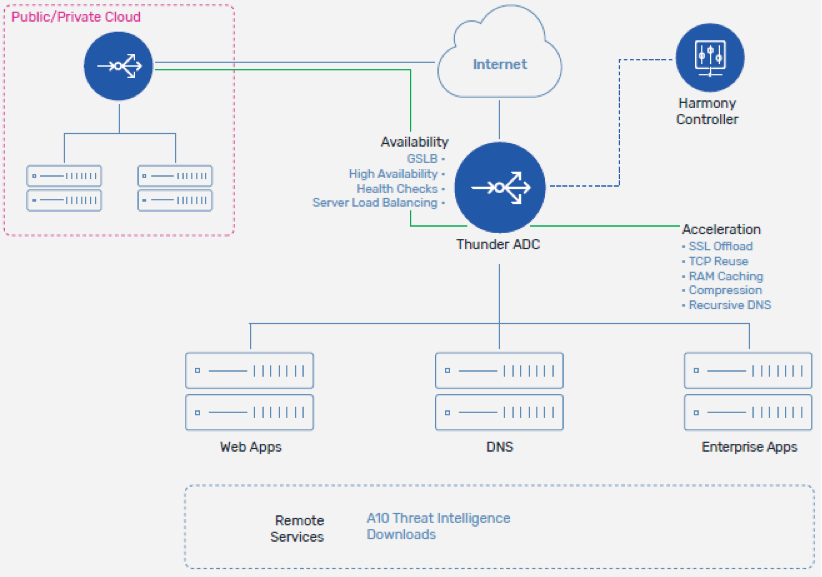 Public/Private Cloud
Internet
Harmony
Controller
Availability
GSLB •
High Availability •
Health Checks •
Server Load Balancing •
Thunder ADC
Acceleration
• SSL Offload
• TCP Reuse
• RAM Caching
• Compression
• Recursive DNS
Web Apps
DNS
Enterprise Apps
Remote
Services
A10 Threat Intelligence
Downloads